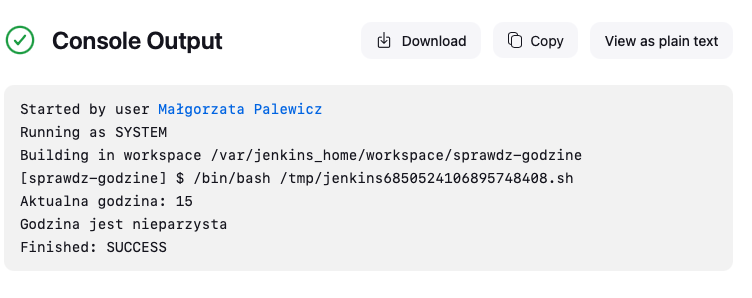 Console Output
Download
Copy
View as plain text
Started by user Małgorzata Palewicz
Running as SYSTEM
Building in workspace /var/jenkins_home/workspace/sprawdz-godzine
[sprawdz-godzine] $ /bin/bash /tmp/jenkins6850524106895748408.sh
Aktualna godzina: 15
Godzina jest nieparzysta
Finished: SUCCESS